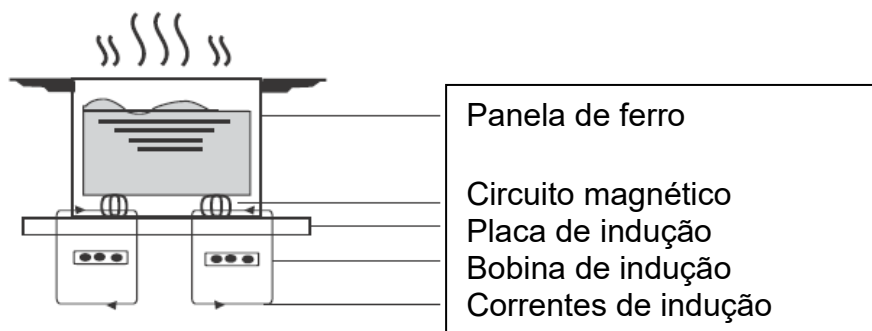 Panela de ferro
Circuito magnético
Placa de indução
Bobina de indução
Correntes de indução